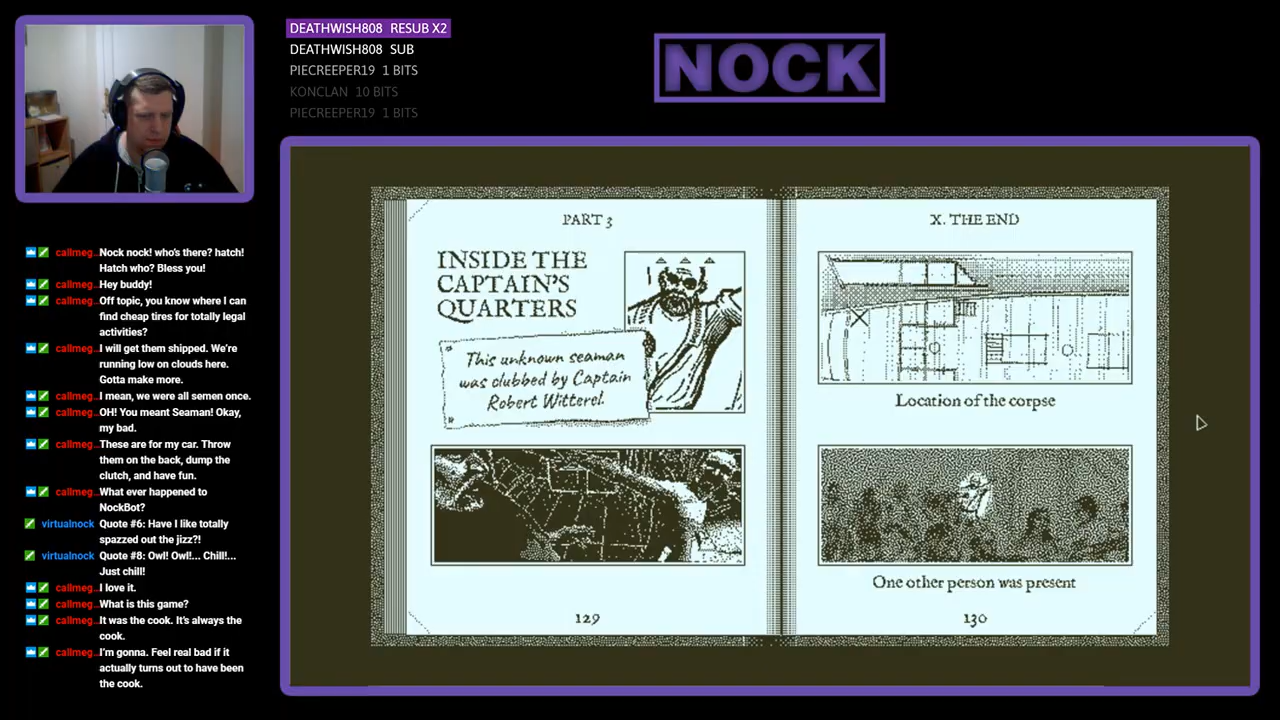 DEATHWISH808 RESUB X2
DEATHWISH808 SUB
PIECREEPER19 1 BITS
KONCLAN 10 BITS
PIECREEPER19 1 BITS
NOCK
callmeg.. Nock nock! who's there? hatch!
Hatch who? Bless you!
callmeg.. Hey buddy!
callmeg.. Off topic, you know where I can
find cheap tires for totally legal
activities?
callmeg.. I will get them shipped. We're
running low on clouds here.
Gotta make more.
callmeg.. I mean, we were all semen once.
callmeg.. OH! You meant Seaman! Okay,
my bad.
callmeg.. These are for my car. Throw
them on the back, dump the
clutch, and have fun.
callmeg.. What ever happened to
NockBot?
virtualnock Quote #6: Have I like totally
spazzed out the jizz?!
virtualnock Quote #8: Owl! Owl!... Chill!...
Just chill!
callmeg.. I love it.
callmeg.. What is this game?
callmeg.. It was the cook. It's always the
cook.
callmeg.. I'm gonna. Feel real bad if it
actually turns out to have been
the cook.
PART 3
INSIDE THE
CAPTAIN'S
QUARTERS
This unknown seaman
was clubbed by Captain
Robert Witterel.
129
X. THE END
Location of the corpse
One other person was present
130